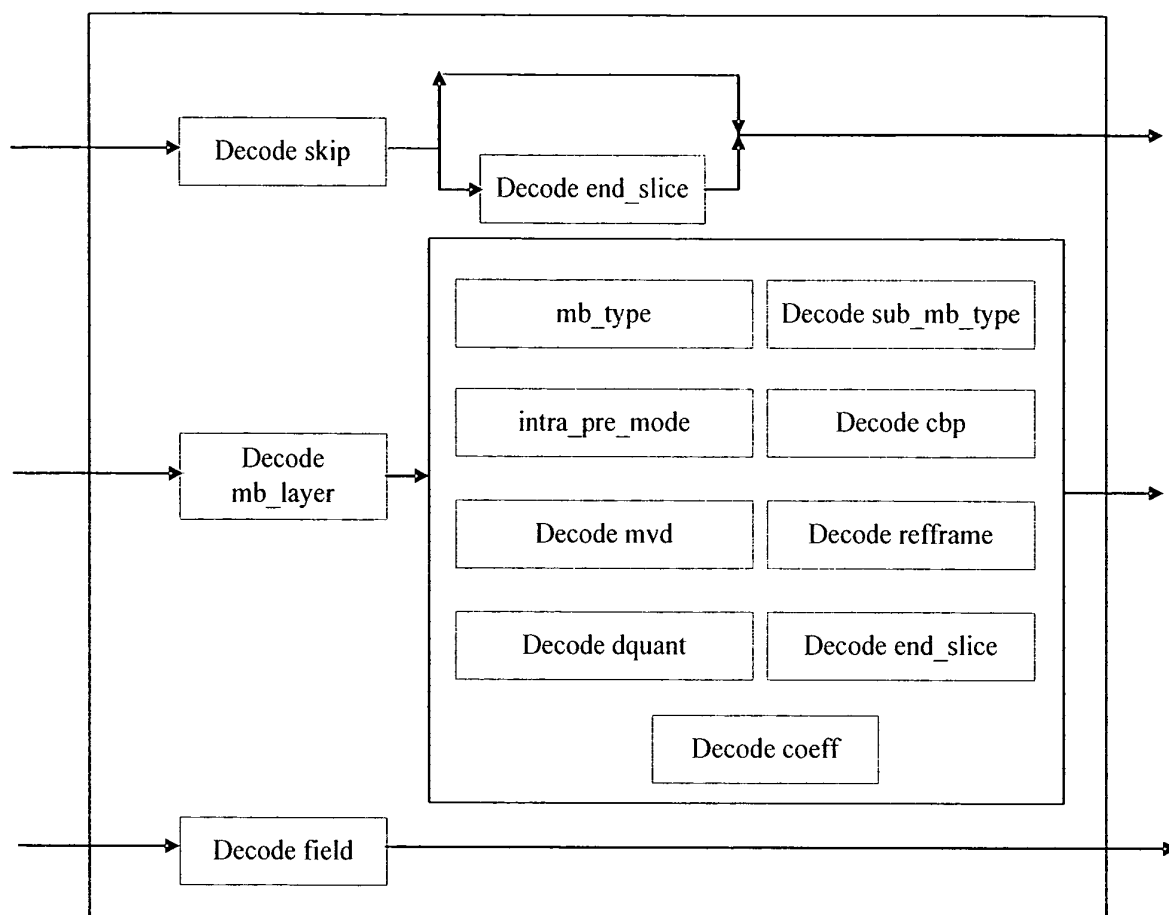 Decode skip
Decode end_slice
mb_type
Decode sub_mb_type
intra_pre_mode
Decode cbp
Decode
mb_layer
Decode mvd
Decode refframe
Decode dquant
Decode end_slice
Decode coeff
Decode field